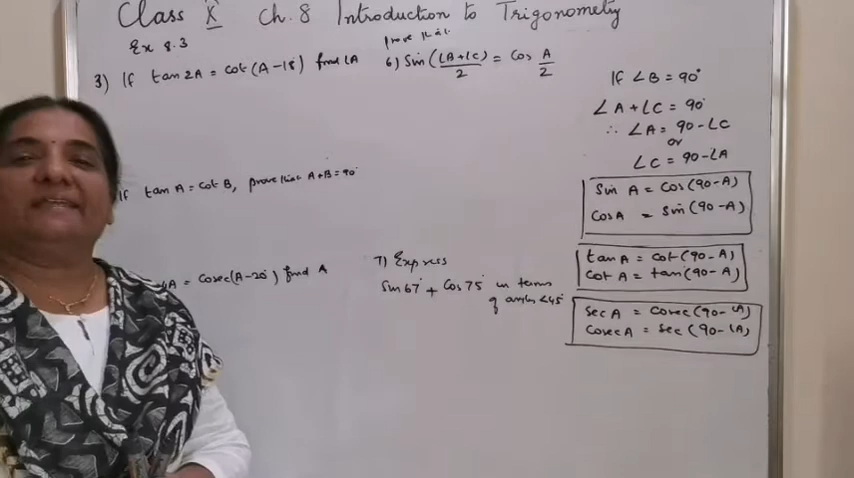 Class X Ch. 8 Introduction to Trigonometry
Ex 8.3
3) If tan 2A = cot (A-18) find ∠A
Prove that
6) Sin (∠B+∠C)/2 = Cos A/2
If tan A = cot B, prove that A+B = 90°
A = Cosec(A-20°) find A
7) Express
Sin 67° + Cos 75° in terms
of angles <45°
If ∠B = 90°
∠A + ∠C = 90°
∴ ∠A = 90-∠C
or
∠C = 90-∠A
Sin A = Cos (90-A)
Cos A = Sin (90-A)
tan A = cot (90-A)
cot A = tan (90-A)
sec A = cosec (90-∠A)
cosec A = sec (90-∠A)